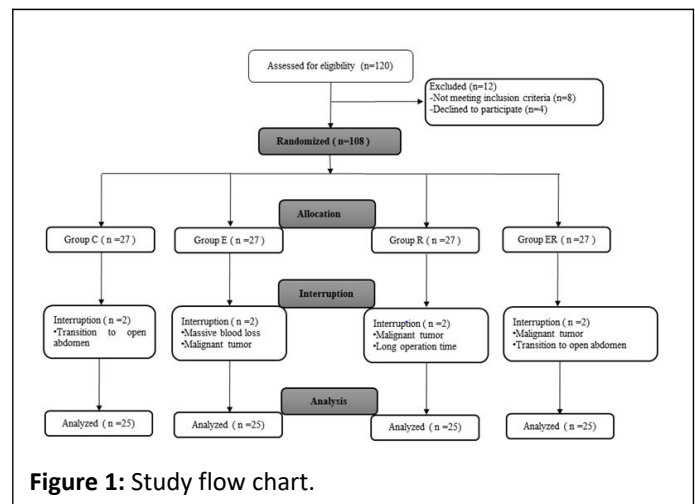 Assessed for eligibility (n=120)
Excluded (n=12)
-Not meeting inclusion criteria (n=8)
-Declined to participate (n=4)
Randomized ( n=108 )
Allocation
Group C ( n =27 )
Group E ( n =27 )
Group R ( n =27 )
Group ER ( n =27 )
Interruption
Interruption ( n =2)
•Transition to open
abdomen
Interruption ( n =2)
•Massive blood loss
•Malignant tumor
Interruption ( n =2)
•Malignant tumor
•Long operation time
Interruption ( n =2)
•Malignant tumor
•Transition to open abdomen
Analysis
Analyzed ( n =25)
Analyzed ( n =25)
Analyzed ( n =25)
Analyzed ( n =25)
Figure 1: Study flow chart.